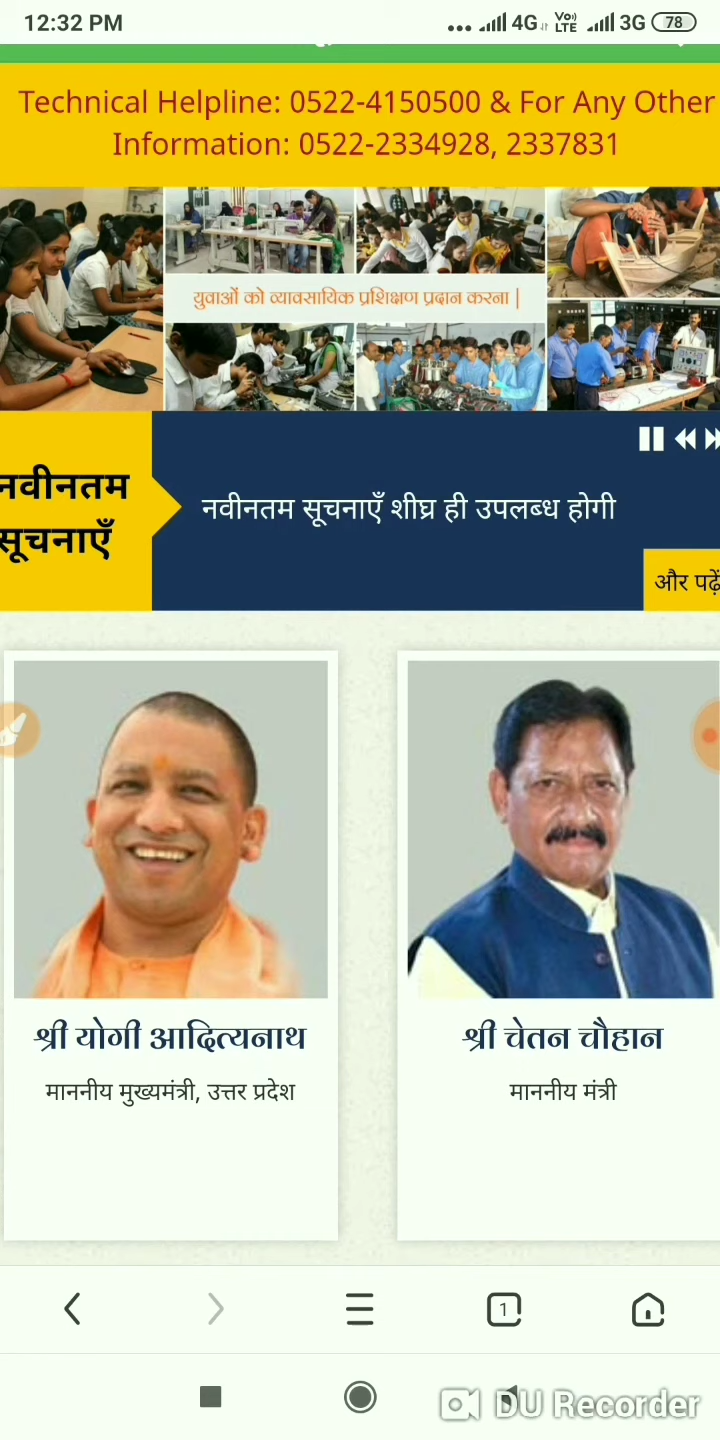 12:32 PM
4G VoLTE 3G 78
Technical Helpline: 0522-4150500 & For Any Other
Information: 0522-2334928, 2337831
युवाओं को व्यावसायिक प्रशिक्षण प्रदान करना |
नवीनतम
सूचनाएँ
नवीनतम सूचनाएँ शीघ्र ही उपलब्ध होगी
और पढ़ें
श्री योगी आदित्यनाथ
माननीय मुख्यमंत्री, उत्तर प्रदेश
श्री चेतन चौहान
माननीय मंत्री
1
DU Recorder